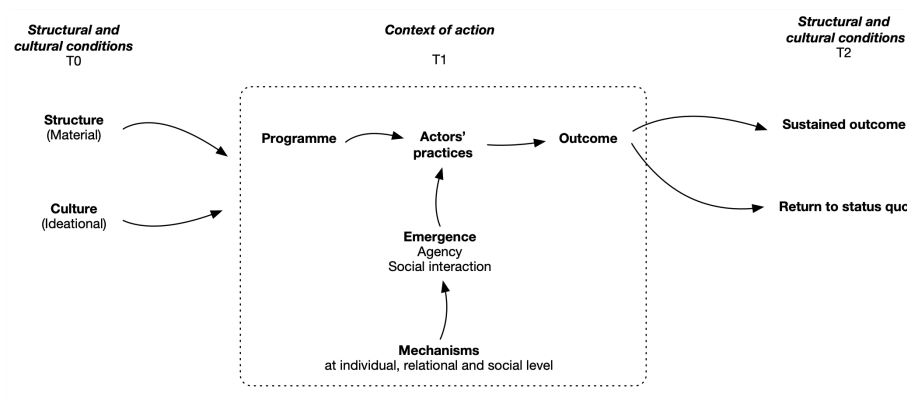 Structural and
cultural conditions
T0
Context of action
T1
Structural and
cultural conditions
T2
Structure
(Material)
Culture
(Ideational)
Programme
Actors’
practices
Outcome
Emergence
Agency
Social interaction
Mechanisms
at individual, relational and social level
Sustained outcome
Return to status quo